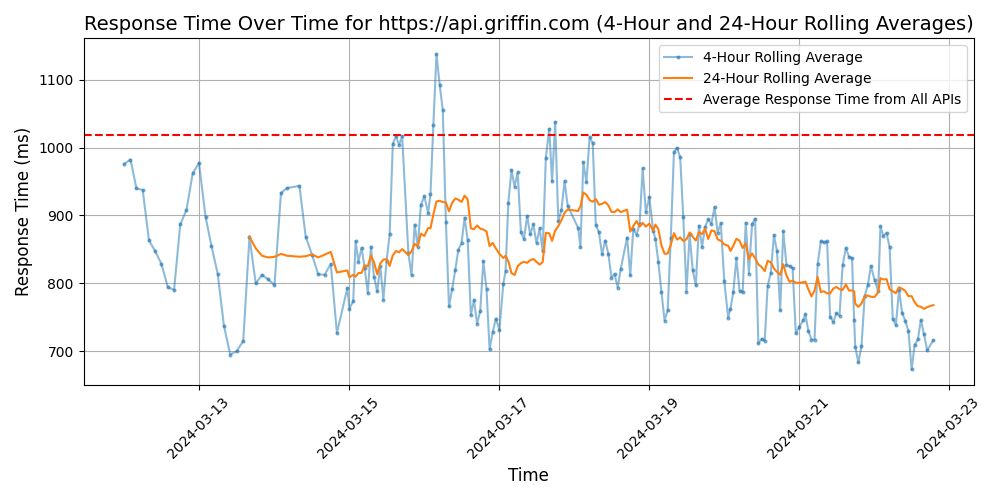 Response Time Over Time for https://api.griffin.com (4-Hour and 24-Hour Rolling Averages)
4-Hour Rolling Average
24-Hour Rolling Average
Average Response Time from All APIs
Response Time (ms)
1100
1000
900
800
700
2024-03-13
2024-03-15
2024-03-17
2024-03-19
2024-03-21
2024-03-23
Time